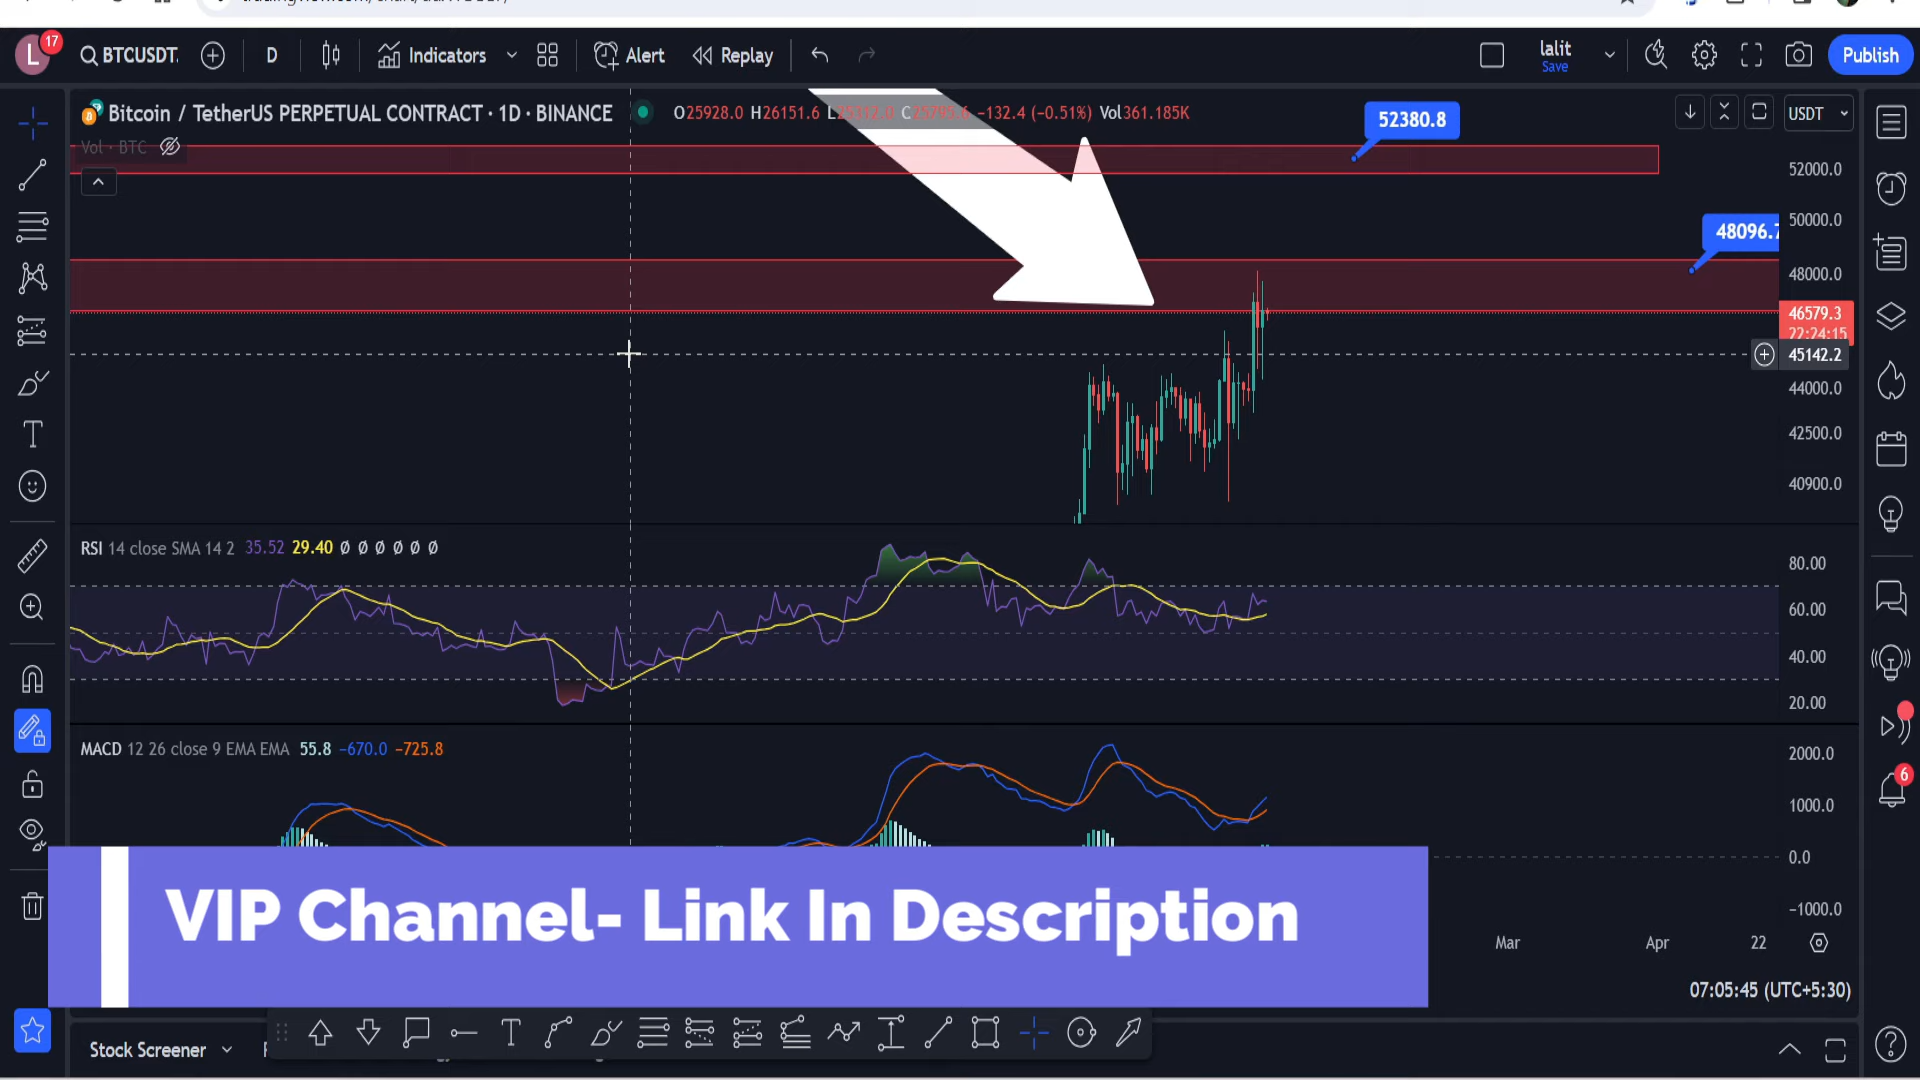 L 17 BTCUSDT. D Indicators Alert Replay lalit Save Publish
Bitcoin / TetherUS PERPETUAL CONTRACT · 1D · BINANCE O25928.0 H26151.6 −132.4 (−0.51%) Vol361.185K USDT
Vol · BTC
52380.8
52000.0
50000.0
48096.7
48000.0
46579.3
22:24:15
45142.2
44000.0
42500.0
40900.0
RSI 14 close SMA 14 2 35.52 29.40 Ø Ø Ø Ø Ø Ø
80.00
60.00
40.00
20.00
MACD 12 26 close 9 EMA EMA 55.8 −670.0 −725.8
2000.0
1000.0
0.0
−1000.0
6
VIP Channel- Link In Description
Mar Apr 22
07:05:45 (UTC+5:30)
Stock Screener